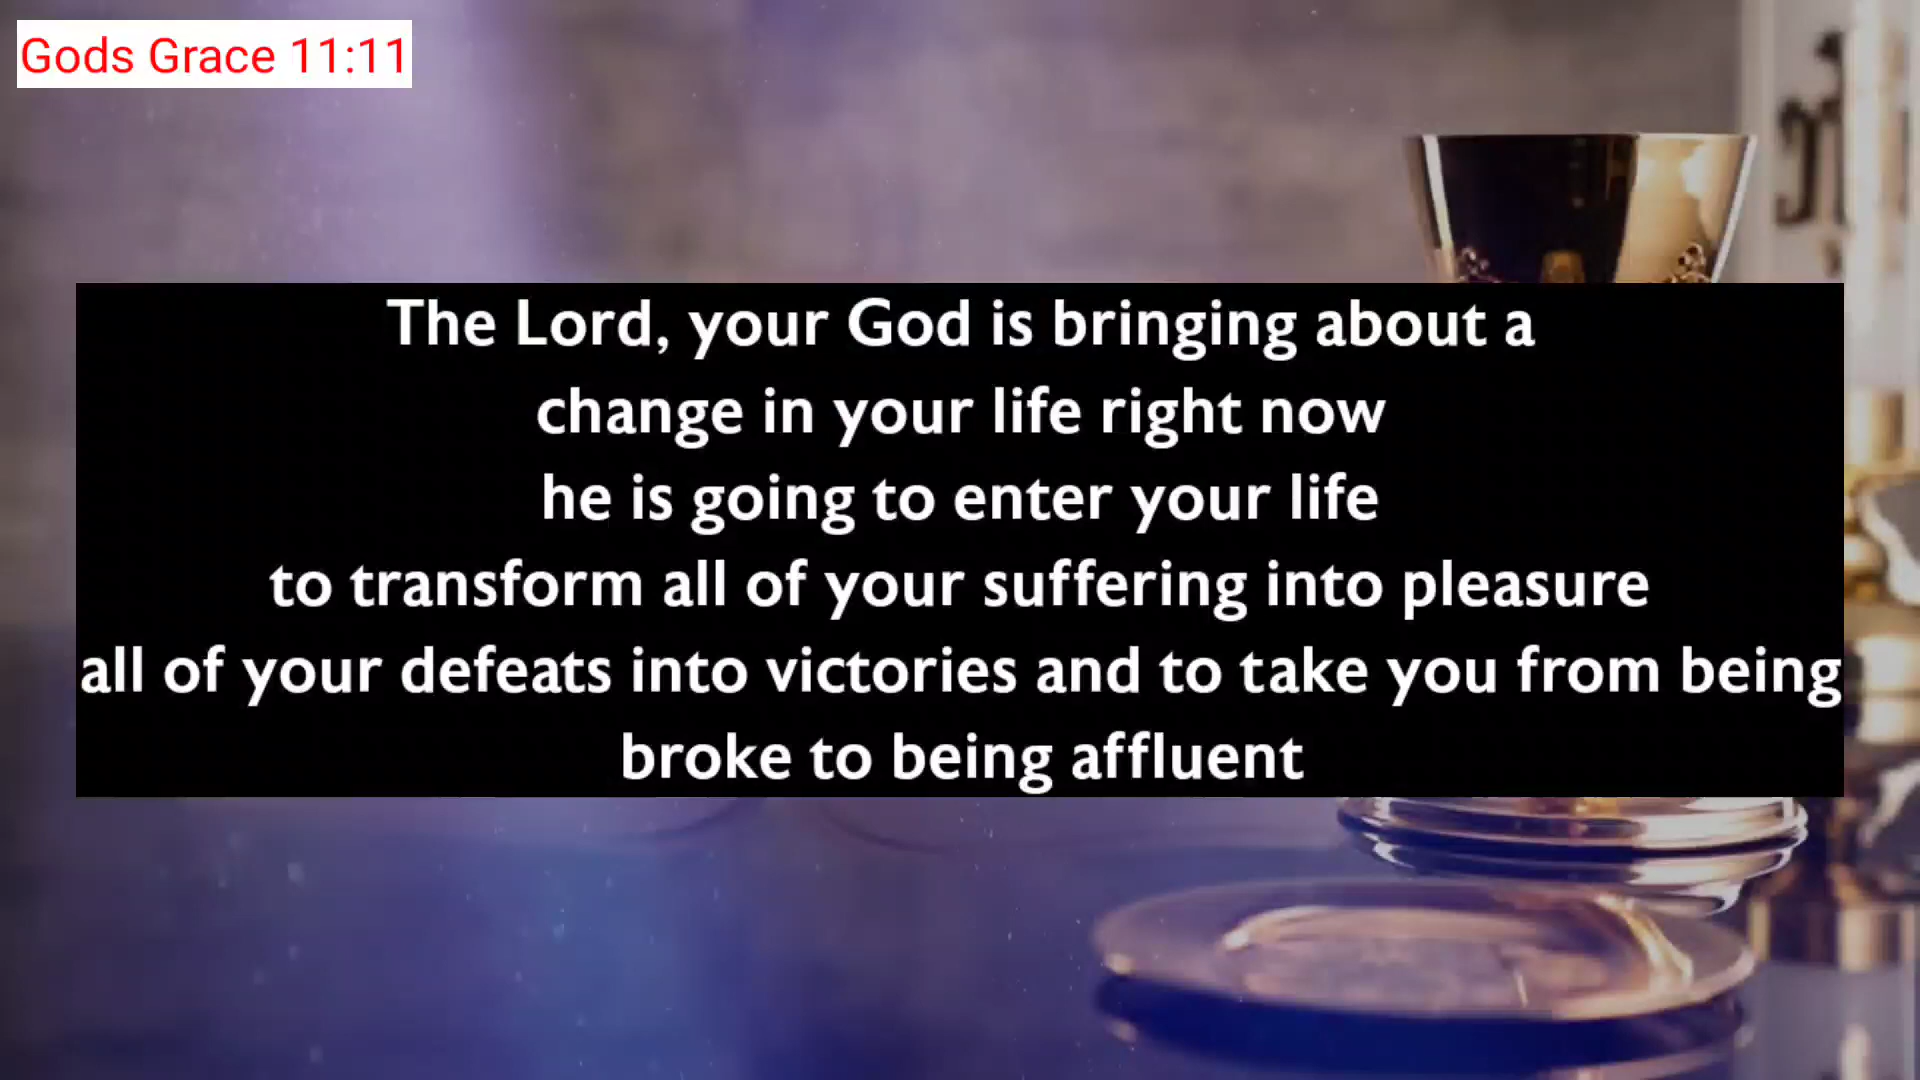 Gods Grace 11:11
The Lord, your God is bringing about a
change in your life right now
he is going to enter your life
to transform all of your suffering into pleasure
all of your defeats into victories and to take you from being
broke to being affluent